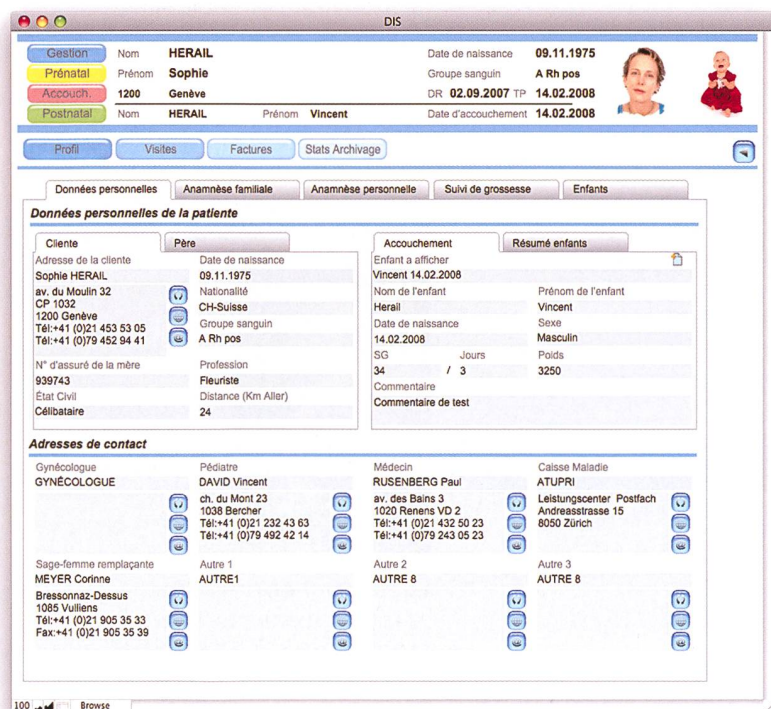 DIS
Gestion Nom HERAIL Date de naissance 09.11.1975
Prénatal Prénom Sophie Groupe sanguin A Rh pos
Accouch. 1200 Genève DR 02.09.2007 TP 14.02.2008
Postnatal Nom HERAIL Prénom Vincent Date d'accouchement 14.02.2008
Profil Visites Factures Stats Archivage
Données personnelles Anamnèse familiale Anamnèse personnelle Suivi de grossesse Enfants
Données personnelles de la patiente
Cliente Père
Adresse de la cliente Date de naissance
Sophie HERAIL 09.11.1975
av. du Moulin 32 Nationalité
CP 1032 CH-Suisse
1200 Genève Groupe sanguin
Tél:+41 (0)21 453 53 05 A Rh pos
Tél:+41 (0)79 452 94 41
N° d'assuré de la mère Profession
939743 Fleuriste
État Civil Distance (Km Aller)
Célibataire 24
Accouchement Résumé enfants
Enfant a afficher
Vincent 14.02.2008
Nom de l'enfant Prénom de l'enfant
Herail Vincent
Date de naissance Sexe
14.02.2008 Masculin
SG Jours Poids
34 / 3 3250
Commentaire
Commentaire de test
Adresses de contact
Gynécologue Pédiatre Médecin Caisse Maladie
GYNÉCOLOGUE DAVID Vincent RUSENBERG Paul ATUPRI
ch. du Mont 23 av. des Bains 3 Leistungscenter Postfach
1038 Bercher 1020 Renens VD 2 Andreasstrasse 15
Tél:+41 (0)21 232 43 63 Tél:+41 (0)21 432 50 23 8050 Zürich
Tél:+41 (0)79 492 42 14 Tél:+41 (0)79 243 05 23
Sage-femme remplaçante Autre 1 Autre 2 Autre 3
MEYER Corinne AUTRE1 AUTRE 8 AUTRE 8
Bressonnaz-Dessus
1085 Vulliens
Tél:+41 (0)21 905 35 33
Fax:+41 (0)21 905 35 39
100 Browse